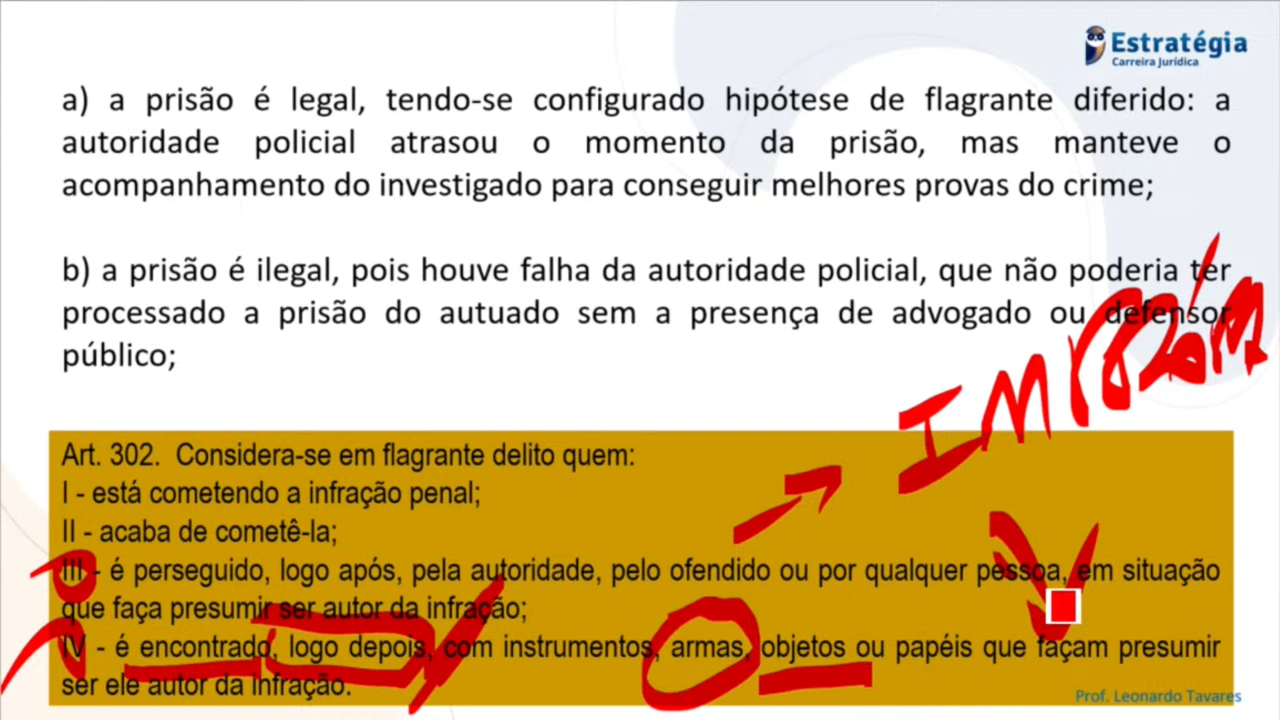 Estratégia
Carreira Jurídica
a) a prisão é legal, tendo-se configurado hipótese de flagrante diferido: a
autoridade policial atrasou o momento da prisão, mas manteve o
acompanhamento do investigado para conseguir melhores provas do crime;
b) a prisão é ilegal, pois houve falha da autoridade policial, que não poderia ter
processado a prisão do autuado sem a presença de advogado ou defensor
público;
Art. 302. Considera-se em flagrante delito quem:
I - está cometendo a infração penal;
II - acaba de cometê-la;
III - é perseguido, logo após, pela autoridade, pelo ofendido ou por qualquer pessoa, em situação
que faça presumir ser autor da infração;
IV - é encontrado, logo depois, com instrumentos, armas, objetos ou papéis que façam presumir
ser ele autor da infração.
Prof. Leonardo Tavares